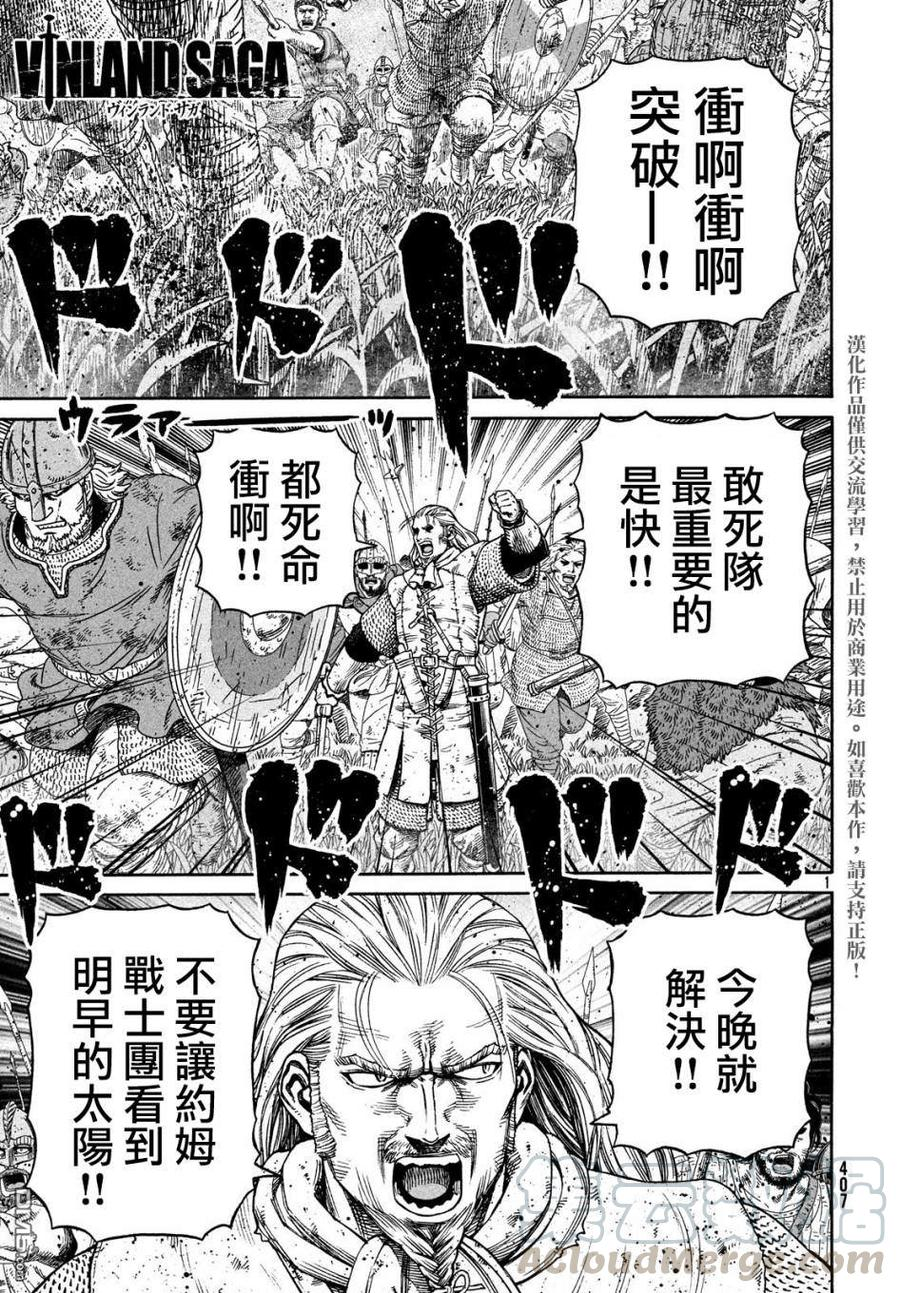 VINLAND SAGA
ヴィンランド・サガ
衝啊衝啊
突破—!!
ドドド
ウラァーッ
敢死隊
最重要的
是快!!
都死命
衝啊!!
ドドドド
1
今晚就
解決!!
不要讓約姆
戰士團看到
明早的太陽!!
407
漢化作品僅供交流學習，禁止用於商業用途。如喜歡本作，請支持正版！
ACloudMerge.com